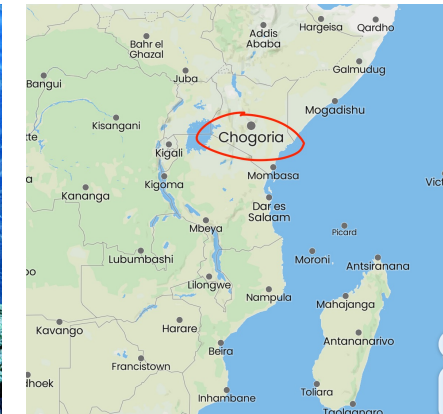 Hargeisa
Qardho
Addis
Ababa
Bahr el
Ghazal
Galmudug
Juba
Bangui
Mogadishu
Kisangani
Chogoria
Kigali
Mombasa
Kigoma
Kananga
Dar es
Salaam
Mbeya
Picard
Moroni
Antsiranana
Lubumbashi
Lilongwe
Nampula
Mahajanga
Kavango
Harare
Antananarivo
Beira
Francistown
Toliara
Inhambane